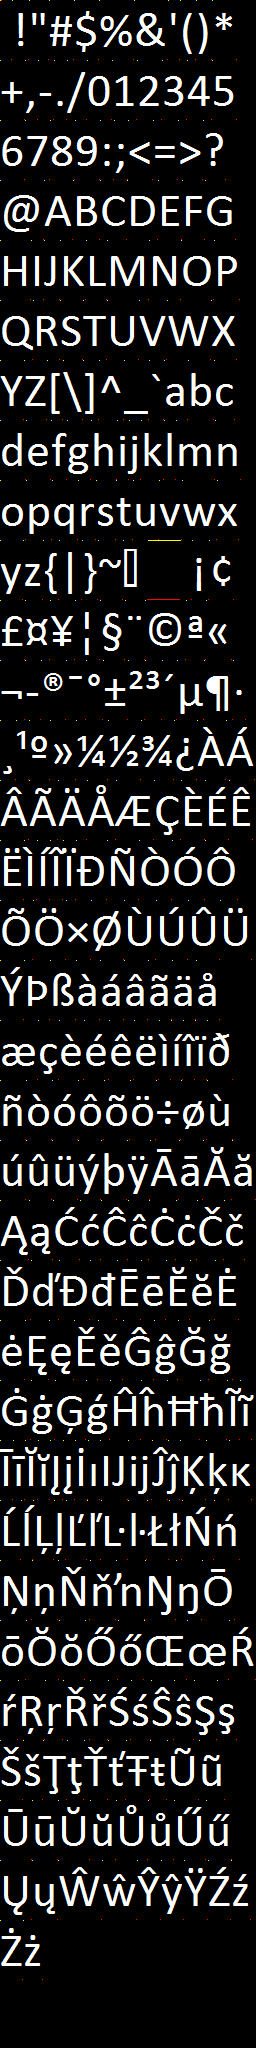 !"#$%&'()*
+,-./012345
6789:;<=>?
@ABCDEFG
HIJKLMNOP
QRSTUVWX
YZ[\]^_`abc
defghijklmn
opqrstuvwx
yz{|}~▯ ¡¢
£¤¥¦§¨©ª«
¬-®¯°±²³´µ¶·
¸¹º»¼½¾¿ÀÁ
ÂÃÄÅÆÇÈÉÊ
ËÌÍÎÏÐÑÒÓÔ
ÕÖ×ØÙÚÛÜ
ÝÞßàáâãäå
æçèéêëìíîïð
ñòóôõö÷øù
úûüýþÿĀāĂă
ĄąĆćĈĉĊċČč
ĎďĐđĒēĔĕĖ
ėĘęĚěĜĝĞğ
ĠġĢģĤĥĦħĨĩ
ĪīĬĭĮįİıĲĳĴĵĶķĸ
ĹĺĻļĽľĿŀŁłŃń
ŅņŇňŉŊŋŌ
ōŎŏŐőŒœŔ
ŕŖŗŘřŚśŜŝŞş
ŠšŢţŤťŦŧŨũ
ŪūŬŭŮůŰű
ŲųŴŵŶŷŸŹź
Żż